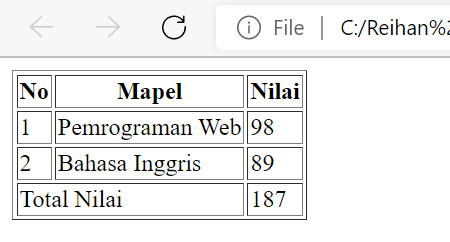 File | C:/Reihan%2
No Mapel Nilai
1 Pemrograman Web 98
2 Bahasa Inggris 89
Total Nilai 187